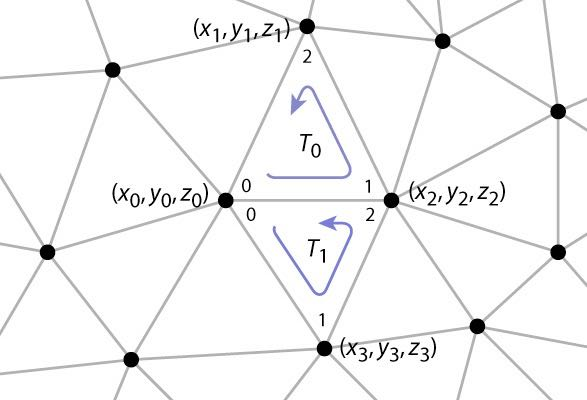 (x₁,y₁,z₁)
2
T₀
(x₀,y₀,z₀)
0
1
(x₂,y₂,z₂)
0
2
T₁
1
(x₃,y₃,z₃)